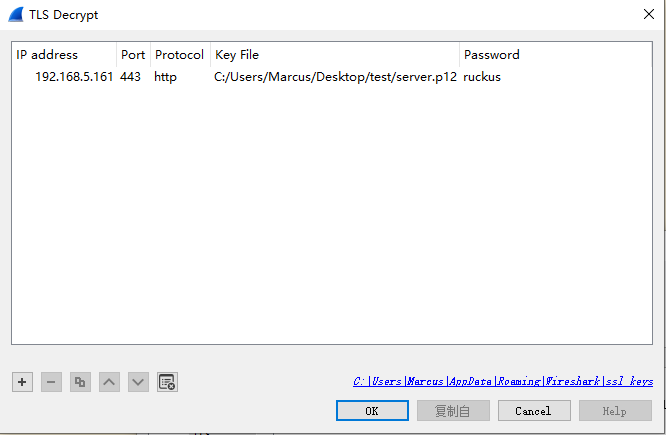 TLS Decrypt
IP address Port Protocol Key File Password
192.168.5.161 443 http C:/Users/Marcus/Desktop/test/server.p12 ruckus
C:|Users|Marcus|AppData|Roaming|Wireshark|ssl_keys
OK 复制自 Cancel Help